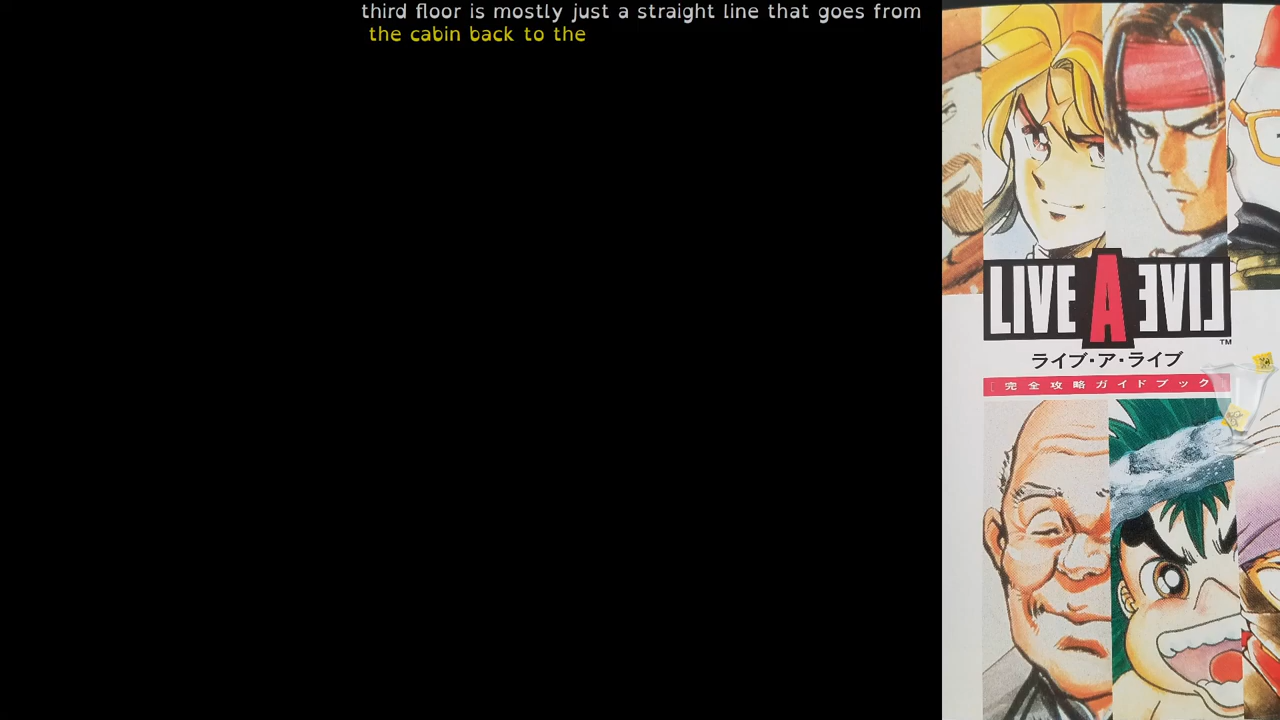 third floor is mostly just a straight line that goes from
the cabin back to the
LIVE A LIVE
TM
ライブ・ア・ライブ
[ 完全攻略ガイドブック ]